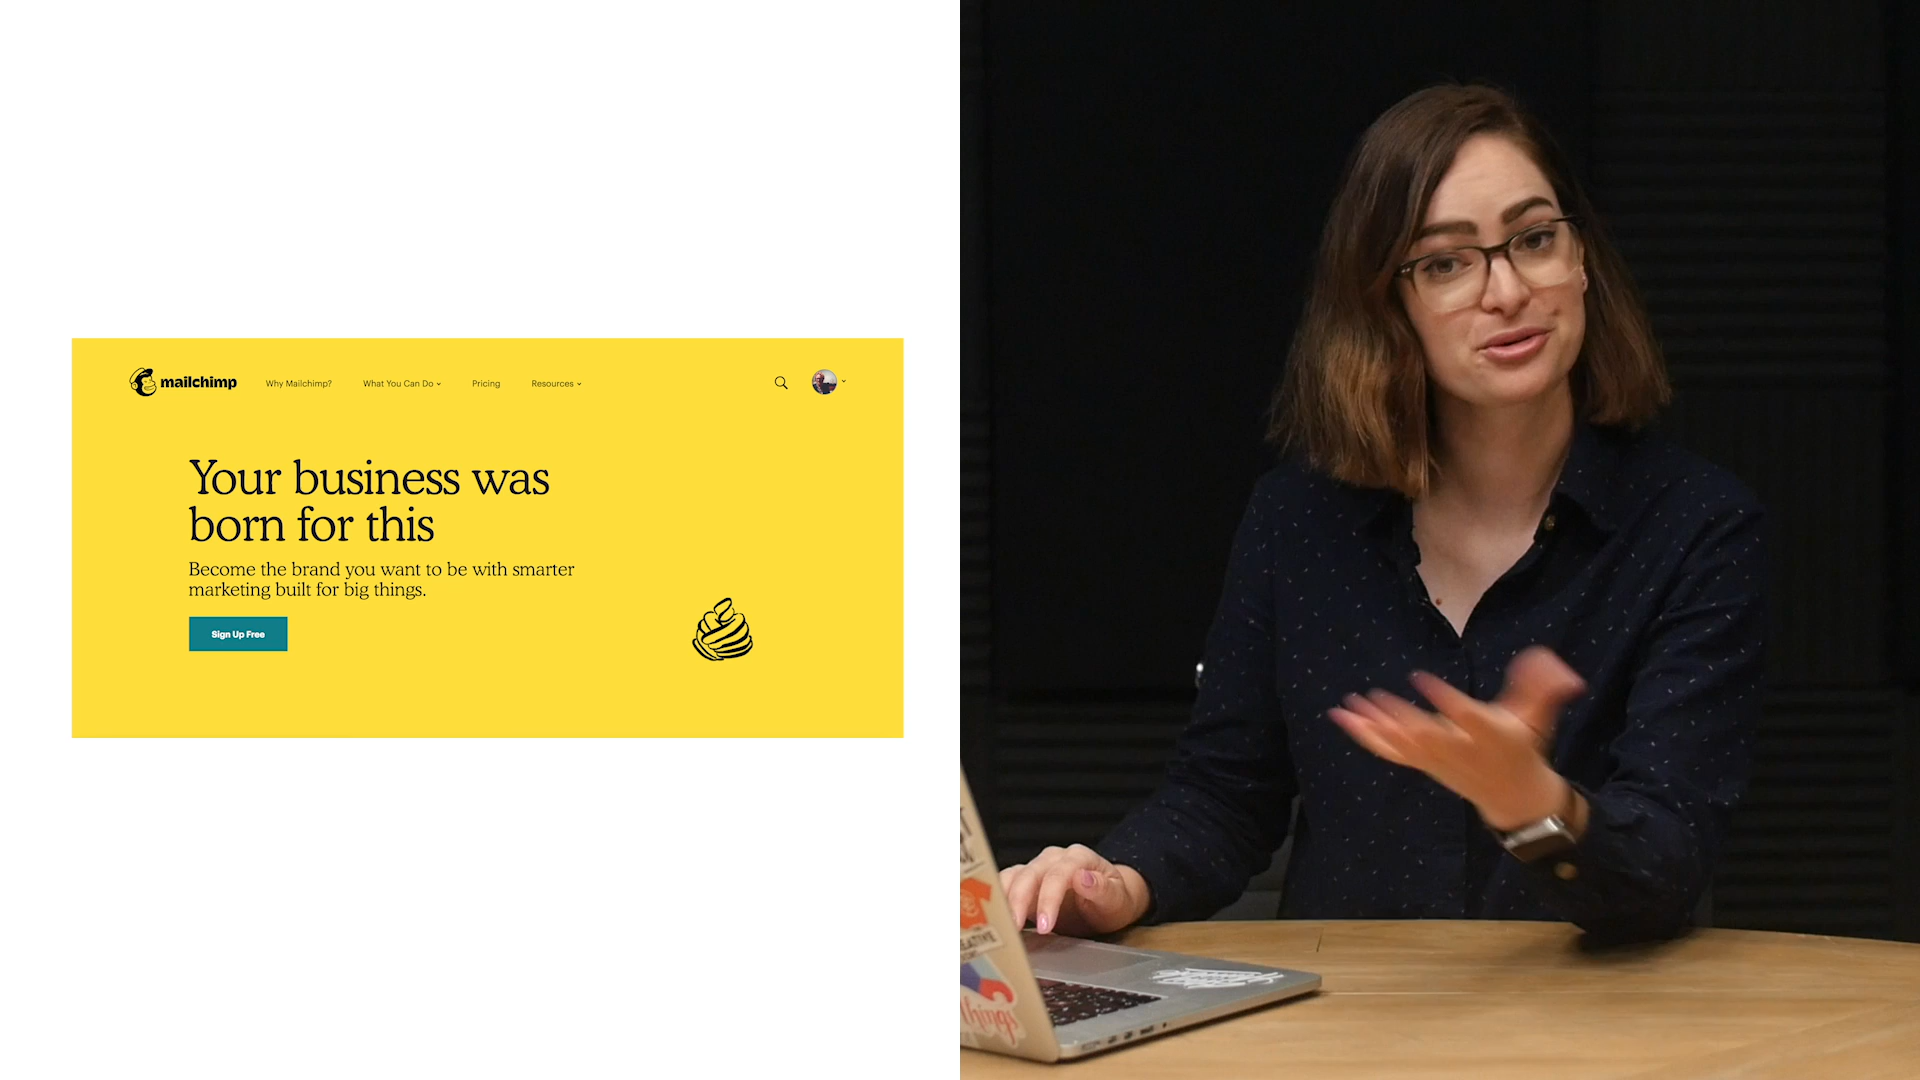 mailchimp
Why Mailchimp?
What You Can Do
Pricing
Resources
Your business was
born for this
Become the brand you want to be with smarter
marketing built for big things.
Sign Up Free
Things